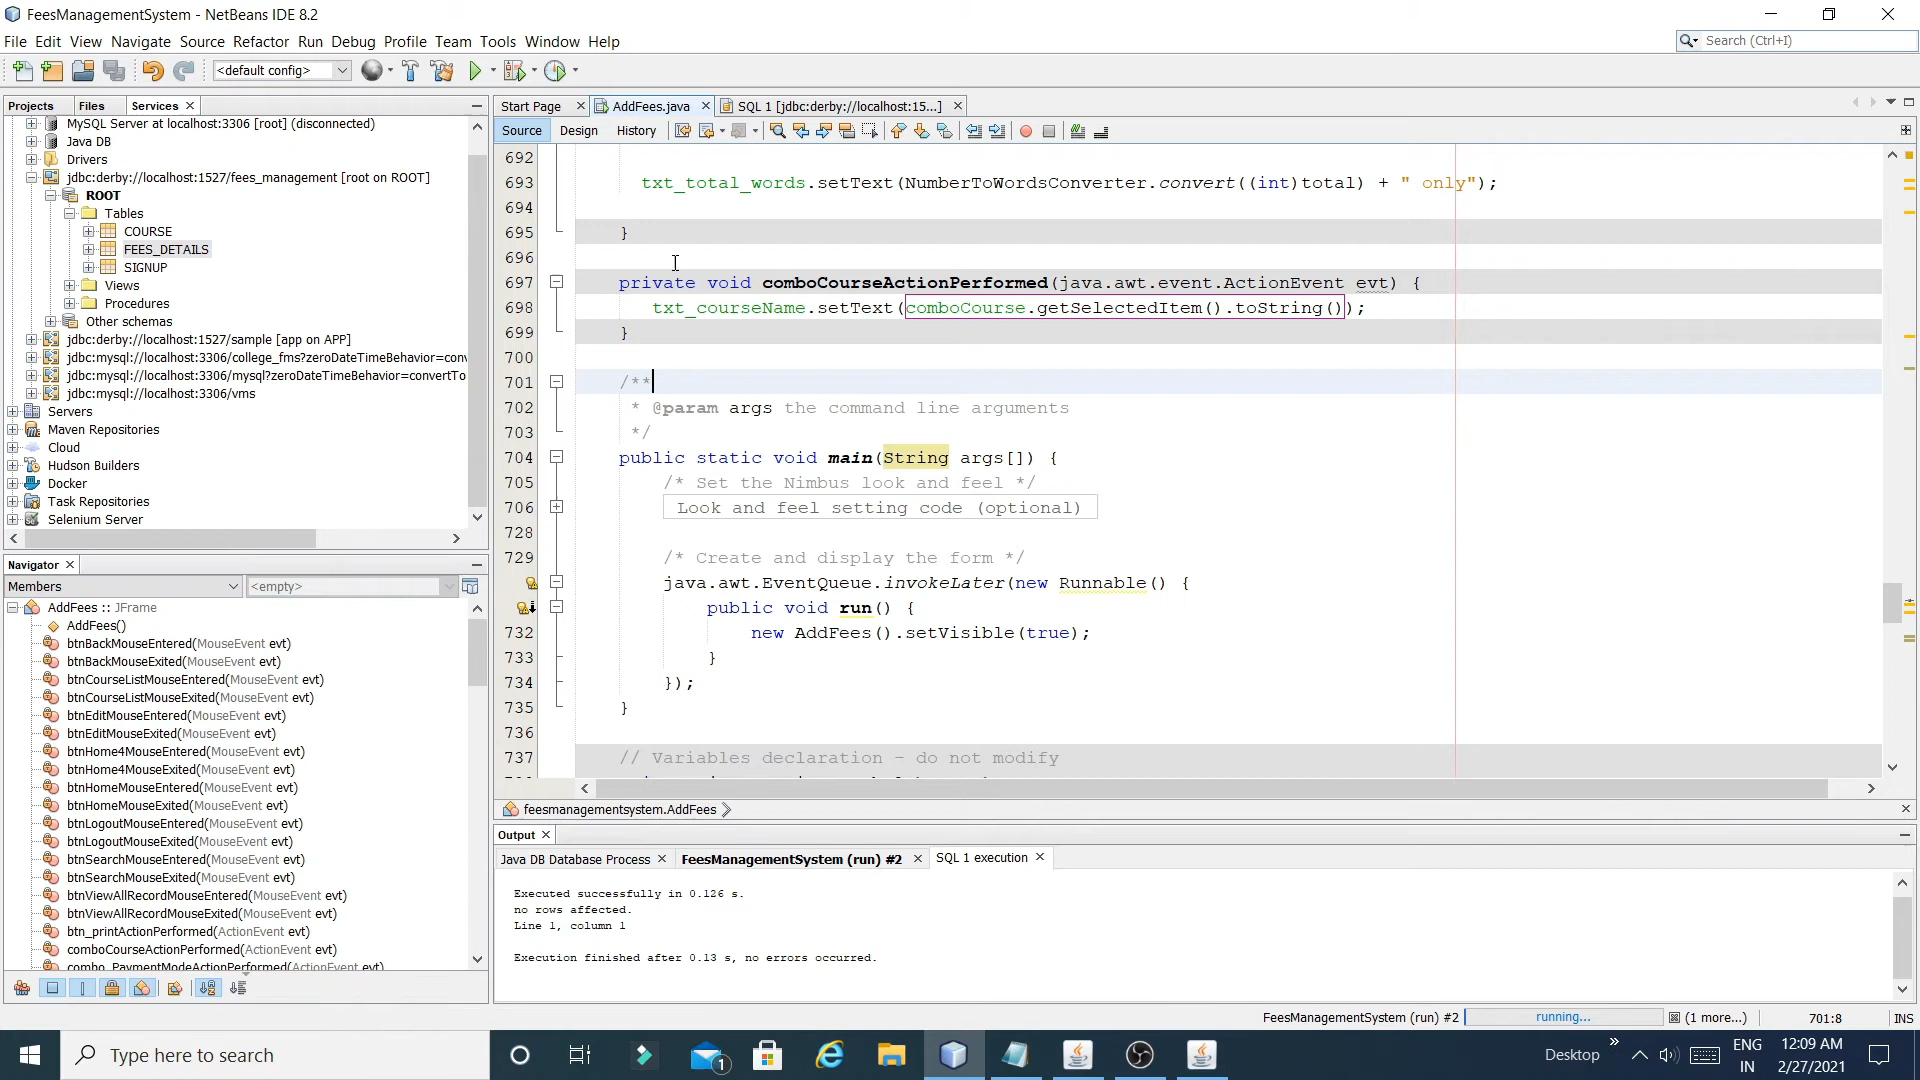 FeesManagementSystem - NetBeans IDE 8.2
File Edit View Navigate Source Refactor Run Debug Profile Team Tools Window Help
Search (Ctrl+I)
<default config>
Projects Files Services
MySQL Server at localhost:3306 [root] (disconnected)
Java DB
Drivers
jdbc:derby://localhost:1527/fees_management [root on ROOT]
ROOT
Tables
COURSE
FEES_DETAILS
SIGNUP
Views
Procedures
Other schemas
jdbc:derby://localhost:1527/sample [app on APP]
jdbc:mysql://localhost:3306/college_fms?zeroDateTimeBehavior=conv
jdbc:mysql://localhost:3306/mysql?zeroDateTimeBehavior=convertTo
jdbc:mysql://localhost:3306/vms
Servers
Maven Repositories
Cloud
Hudson Builders
Docker
Task Repositories
Selenium Server
Navigator
Members <empty>
AddFees :: JFrame
AddFees()
btnBackMouseEntered(MouseEvent evt)
btnBackMouseExited(MouseEvent evt)
btnCourseListMouseEntered(MouseEvent evt)
btnCourseListMouseExited(MouseEvent evt)
btnEditMouseEntered(MouseEvent evt)
btnEditMouseExited(MouseEvent evt)
btnHome4MouseEntered(MouseEvent evt)
btnHome4MouseExited(MouseEvent evt)
btnHomeMouseEntered(MouseEvent evt)
btnHomeMouseExited(MouseEvent evt)
btnLogoutMouseEntered(MouseEvent evt)
btnLogoutMouseExited(MouseEvent evt)
btnSearchMouseEntered(MouseEvent evt)
btnSearchMouseExited(MouseEvent evt)
btnViewAllRecordMouseEntered(MouseEvent evt)
btnViewAllRecordMouseExited(MouseEvent evt)
btn_printActionPerformed(ActionEvent evt)
comboCourseActionPerformed(ActionEvent evt)
combo_PaymentModeActionPerformed(ActionEvent evt)
Start Page AddFees.java SQL 1 [jdbc:derby://localhost:15...]
Source Design History
692
693 txt_total_words.setText(NumberToWordsConverter.convert((int)total) + " only");
694
695 }
696
697 private void comboCourseActionPerformed(java.awt.event.ActionEvent evt) {
698 txt_courseName.setText(comboCourse.getSelectedItem().toString());
699 }
700
701 /**
702 * @param args the command line arguments
703 */
704 public static void main(String args[]) {
705 /* Set the Nimbus look and feel */
706 Look and feel setting code (optional)
728
729 /* Create and display the form */
java.awt.EventQueue.invokeLater(new Runnable() {
public void run() {
732 new AddFees().setVisible(true);
733 }
734 });
735 }
736
737 // Variables declaration - do not modify
feesmanagementsystem.AddFees
Output
Java DB Database Process FeesManagementSystem (run) #2 SQL 1 execution
Executed successfully in 0.126 s.
no rows affected.
Line 1, column 1
Execution finished after 0.13 s, no errors occurred.
FeesManagementSystem (run) #2 running... (1 more...) 701:8 INS
Type here to search
1
Desktop
ENG
IN
12:09 AM
2/27/2021